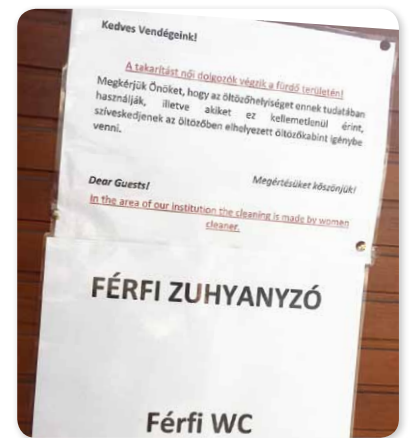 Kedves Vendégeink!
A takarítást női dolgozók végzik a fürdő területén!
Megkérjük Önöket, hogy az öltözőhelyiséget ennek tudatában
használják, illetve akiket ez kellemetlenül érint,
szíveskedjenek az öltözőben elhelyezett öltözőkabint igénybe
venni.
Megértésüket köszönjük!
Dear Guests!
In the area of our institution the cleaning is made by women
cleaner.
FÉRFI ZUHYANYZÓ
Férfi WC